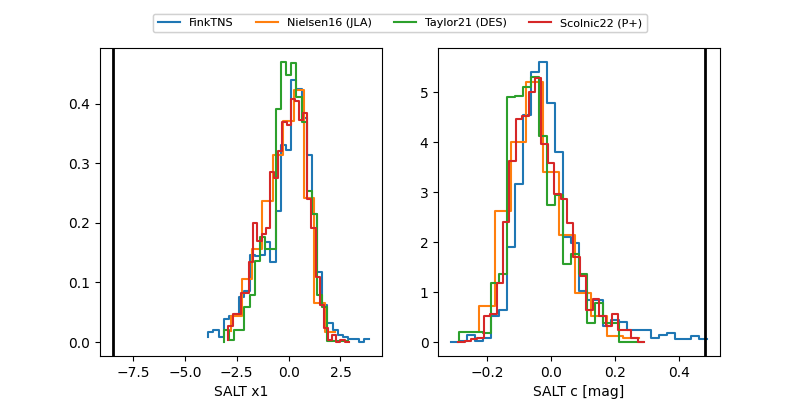 FinkTNS Nielsen16 (JLA) Taylor21 (DES) Scolnic22 (P+)
0.4
0.3
0.2
0.1
0.0
−7.5 −5.0 −2.5 0.0 2.5
SALT x1
5
4
3
2
1
0
−0.2 0.0 0.2 0.4
SALT c [mag]